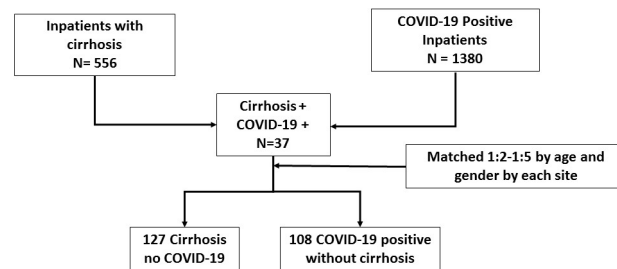 Inpatients with
cirrhosis
N= 556
COVID-19 Positive
Inpatients
N = 1380
Cirrhosis +
COVID-19 +
N=37
Matched 1:2-1:5 by age and
gender by each site
127 Cirrhosis
no COVID-19
108 COVID-19 positive
without cirrhosis